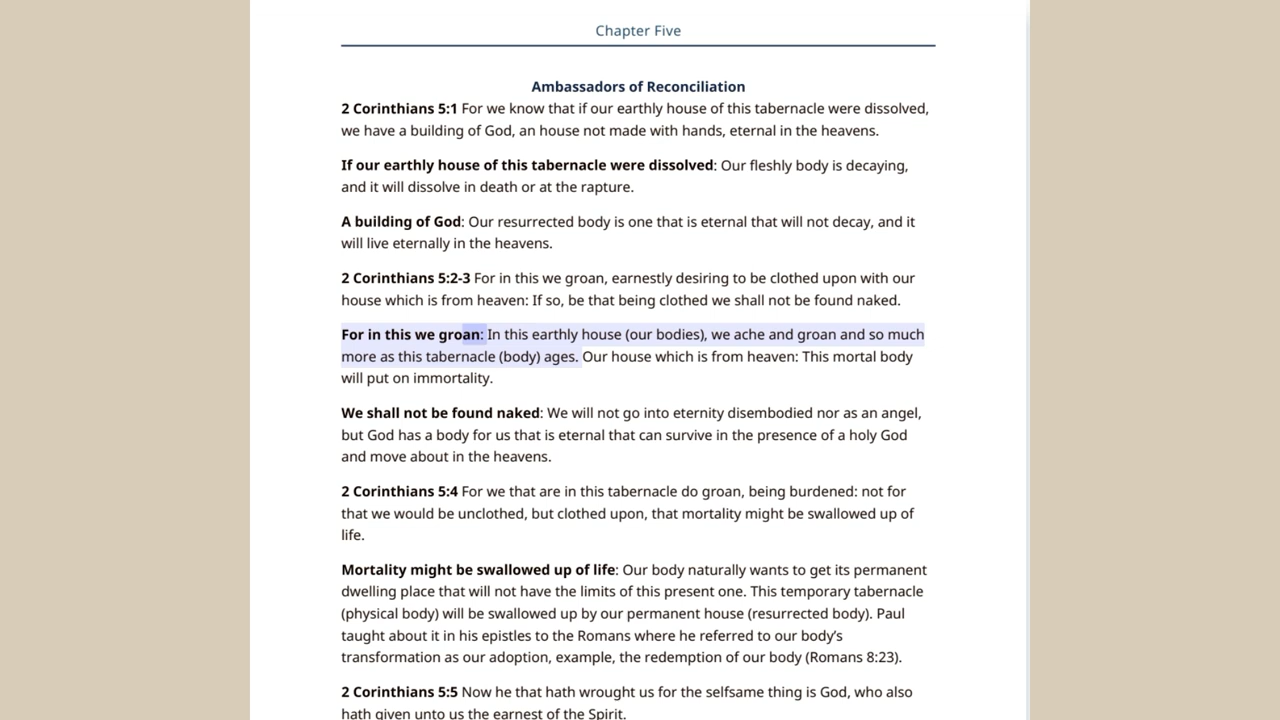 Chapter Five
Ambassadors of Reconciliation
2 Corinthians 5:1 For we know that if our earthly house of this tabernacle were dissolved,
we have a building of God, an house not made with hands, eternal in the heavens.
If our earthly house of this tabernacle were dissolved: Our fleshly body is decaying,
and it will dissolve in death or at the rapture.
A building of God: Our resurrected body is one that is eternal that will not decay, and it
will live eternally in the heavens.
2 Corinthians 5:2-3 For in this we groan, earnestly desiring to be clothed upon with our
house which is from heaven: If so, be that being clothed we shall not be found naked.
For in this we groan: In this earthly house (our bodies), we ache and groan and so much
more as this tabernacle (body) ages. Our house which is from heaven: This mortal body
will put on immortality.
We shall not be found naked: We will not go into eternity disembodied nor as an angel,
but God has a body for us that is eternal that can survive in the presence of a holy God
and move about in the heavens.
2 Corinthians 5:4 For we that are in this tabernacle do groan, being burdened: not for
that we would be unclothed, but clothed upon, that mortality might be swallowed up of
life.
Mortality might be swallowed up of life: Our body naturally wants to get its permanent
dwelling place that will not have the limits of this present one. This temporary tabernacle
(physical body) will be swallowed up by our permanent house (resurrected body). Paul
taught about it in his epistles to the Romans where he referred to our body's
transformation as our adoption, example, the redemption of our body (Romans 8:23).
2 Corinthians 5:5 Now he that hath wrought us for the selfsame thing is God, who also
hath given unto us the earnest of the Spirit.